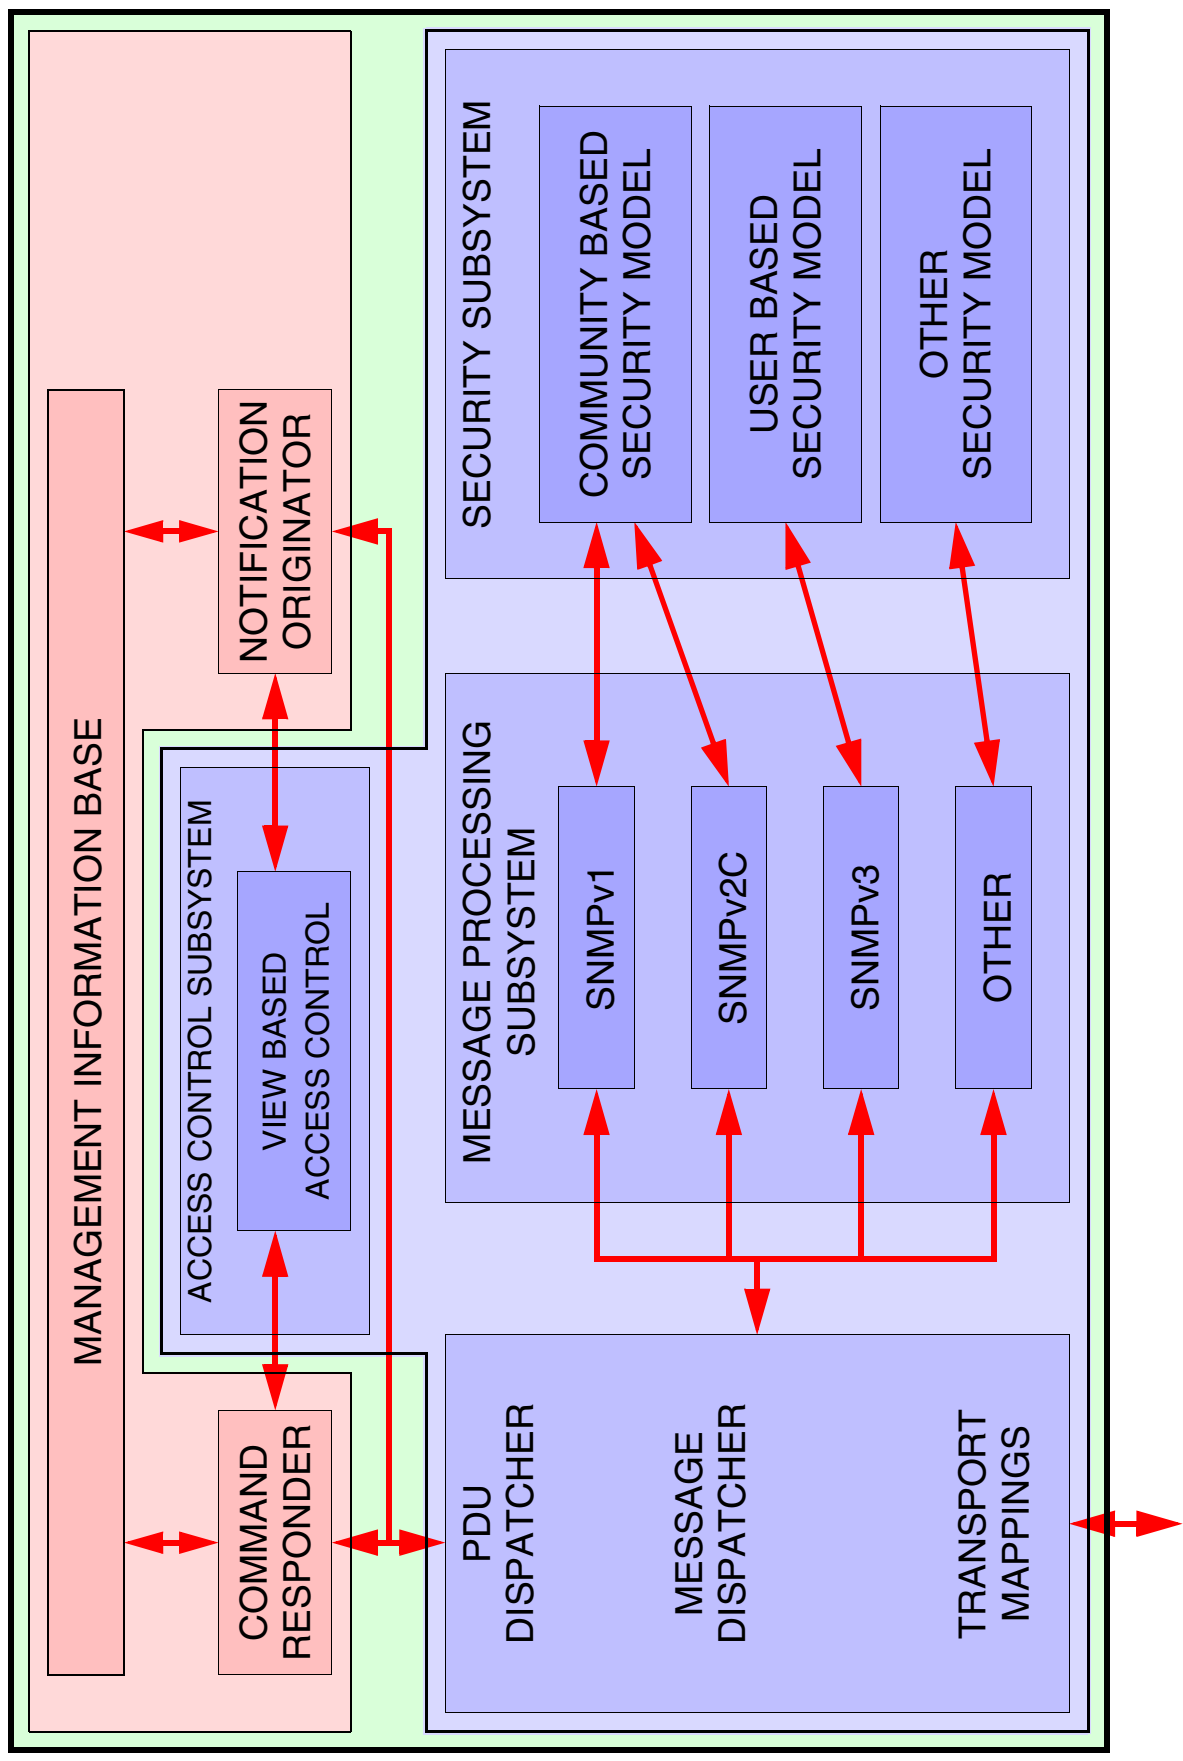 MANAGEMENT INFORMATION BASE
COMMAND
RESPONDER
ACCESS CONTROL SUBSYSTEM
VIEW BASED
ACCESS CONTROL
NOTIFICATION
ORIGINATOR
PDU
DISPATCHER
MESSAGE
DISPATCHER
TRANSPORT
MAPPINGS
MESSAGE PROCESSING
SUBSYSTEM
SNMPv1
SNMPv2C
SNMPv3
OTHER
SECURITY SUBSYSTEM
COMMUNITY BASED
SECURITY MODEL
USER BASED
SECURITY MODEL
OTHER
SECURITY MODEL